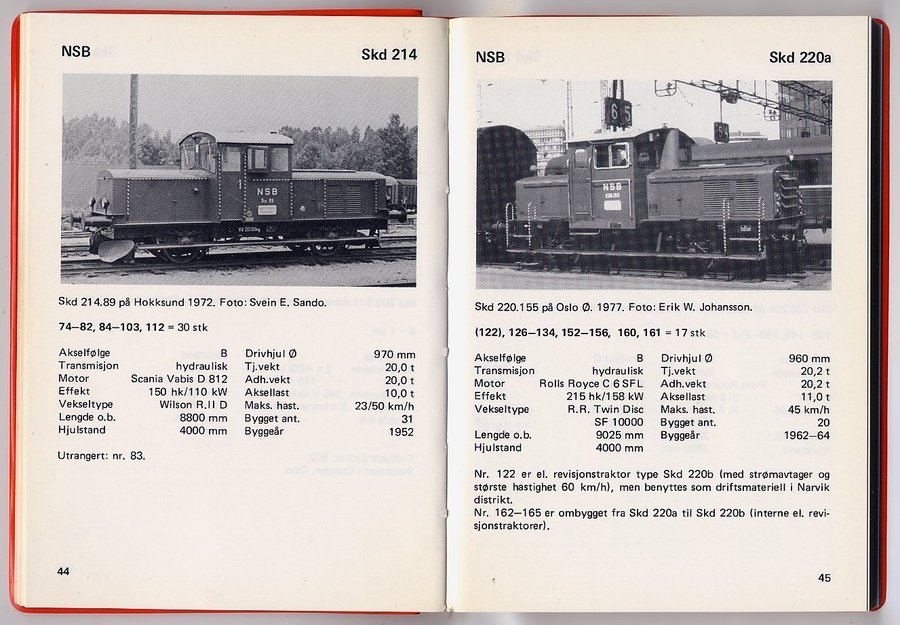 NSB Skd 214
NSB
Skd 214.89 på Hokksund 1972. Foto: Svein E. Sando.
74–82, 84–103, 112 = 30 stk
Akselfølge B Drivhjul Ø 970 mm
Transmisjon hydraulisk Tj.vekt 20,0 t
Motor Scania Vabis D 812 Adh.vekt 20,0 t
Effekt 150 hk/110 kW Aksellast 10,0 t
Vekseltype Wilson R.II D Maks. hast. 23/50 km/h
Lengde o.b. 8800 mm Bygget ant. 31
Hjulstand 4000 mm Byggeår 1952
Utrangert: nr. 83.
44
NSB Skd 220a
65
NSB
Skd 220.155 på Oslo Ø. 1977. Foto: Erik W. Johansson.
(122), 126–134, 152–156, 160, 161 = 17 stk
Akselfølge B Drivhjul Ø 960 mm
Transmisjon hydraulisk Tj.vekt 20,2 t
Motor Rolls Royce C 6 SFL Adh.vekt 20,2 t
Effekt 215 hk/158 kW Aksellast 11,0 t
Vekseltype R.R. Twin Disc Maks. hast. 45 km/h
SF 10000 Bygget ant. 20
Lengde o.b. 9025 mm Byggeår 1962–64
Hjulstand 4000 mm
Nr. 122 er el. revisjonstraktor type Skd 220b (med strømavtager og
største hastighet 60 km/h), men benyttes som driftsmateriell i Narvik
distrikt.
Nr. 162–165 er ombygget fra Skd 220a til Skd 220b (interne el. revi-
sjonstraktorer).
45